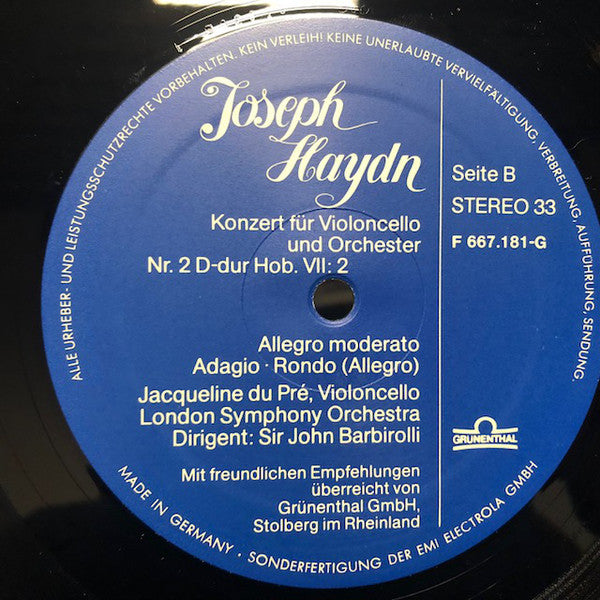 ALLE URHEBER- UND LEISTUNGSSCHUTZRECHTE VORBEHALTEN. KEIN VERLEIH! KEINE UNERLAUBTE VERVIELFÄLTIGUNG, VERBREITUNG, AUFFÜHRUNG, SENDUNG.
Joseph
Haydn
Konzert für Violoncello
und Orchester
Nr. 2 D-dur Hob. VII: 2
Seite B
STEREO 33
F 667.181-G
Allegro moderato
Adagio · Rondo (Allegro)
Jacqueline du Pré, Violoncello
London Symphony Orchestra
Dirigent: Sir John Barbirolli
GRÜNENTHAL
Mit freundlichen Empfehlungen
überreicht von
Grünenthal GmbH,
Stolberg im Rheinland
MADE IN GERMANY · SONDERFERTIGUNG DER EMI ELECTROLA GMBH